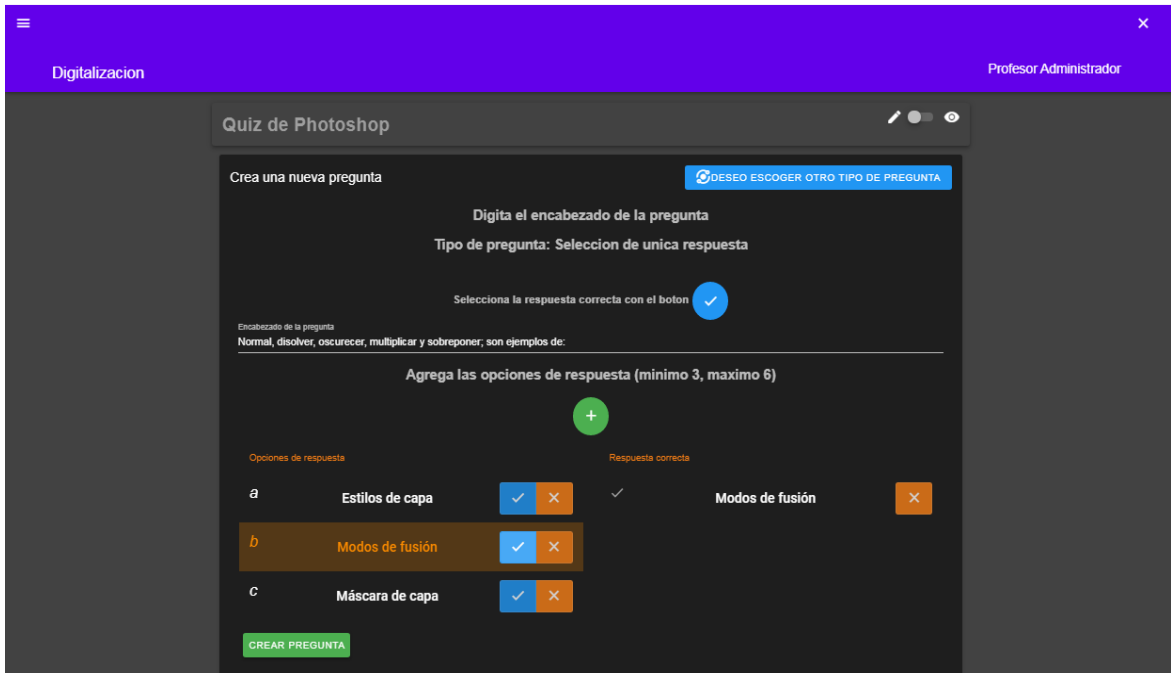 Digitalizacion
Profesor Administrador
Quiz de Photoshop
Crea una nueva pregunta
DESEO ESCOGER OTRO TIPO DE PREGUNTA
Digita el encabezado de la pregunta
Tipo de pregunta: Seleccion de unica respuesta
Selecciona la respuesta correcta con el boton
Encabezado de la pregunta
Normal, disolver, oscurecer, multiplicar y sobreponer; son ejemplos de:
Agrega las opciones de respuesta (minimo 3, maximo 6)
Opciones de respuesta
Respuesta correcta
a Estilos de capa
Modos de fusión
b Modos de fusión
c Máscara de capa
CREAR PREGUNTA